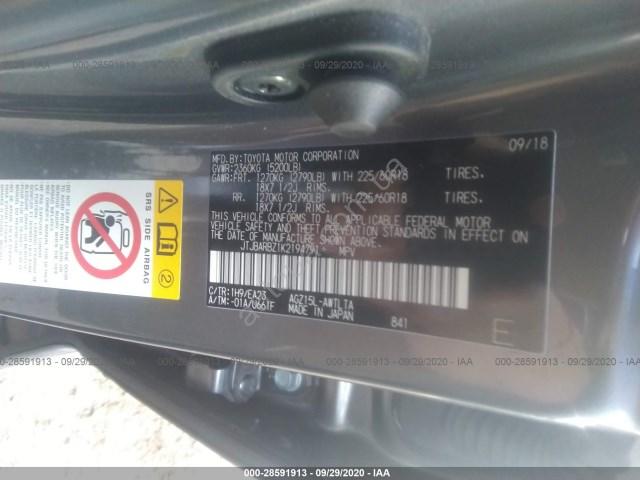 000-28591913 - 09/29/2020 - IAA
09/18
MFD. BY: TOYOTA MOTOR CORPORATION
GVWR: 2360KG (5200LB)
GAWR: FRT. 1270KG (2790LB) WITH 225/60R18 TIRES.
18X7 1/2J RIMS.
RR. 1270KG (2790LB) WITH 225/60R18 TIRES.
18X7 1/2J RIMS.
THIS VEHICLE CONFORMS TO ALL APPLICABLE FEDERAL MOTOR
VEHICLE SAFETY AND THEFT PREVENTION STANDARDS IN EFFECT ON
THE DATE OF MANUFACTURE SHOWN ABOVE.
MPV
C/TR: 1H9/EA23 AGZ15L-AWTLTA
A/TM: -01A/U661F MADE IN JAPAN
841
E
SRS SIDE AIRBAG
2
000-28591913 - 09/29/2020 - IAA